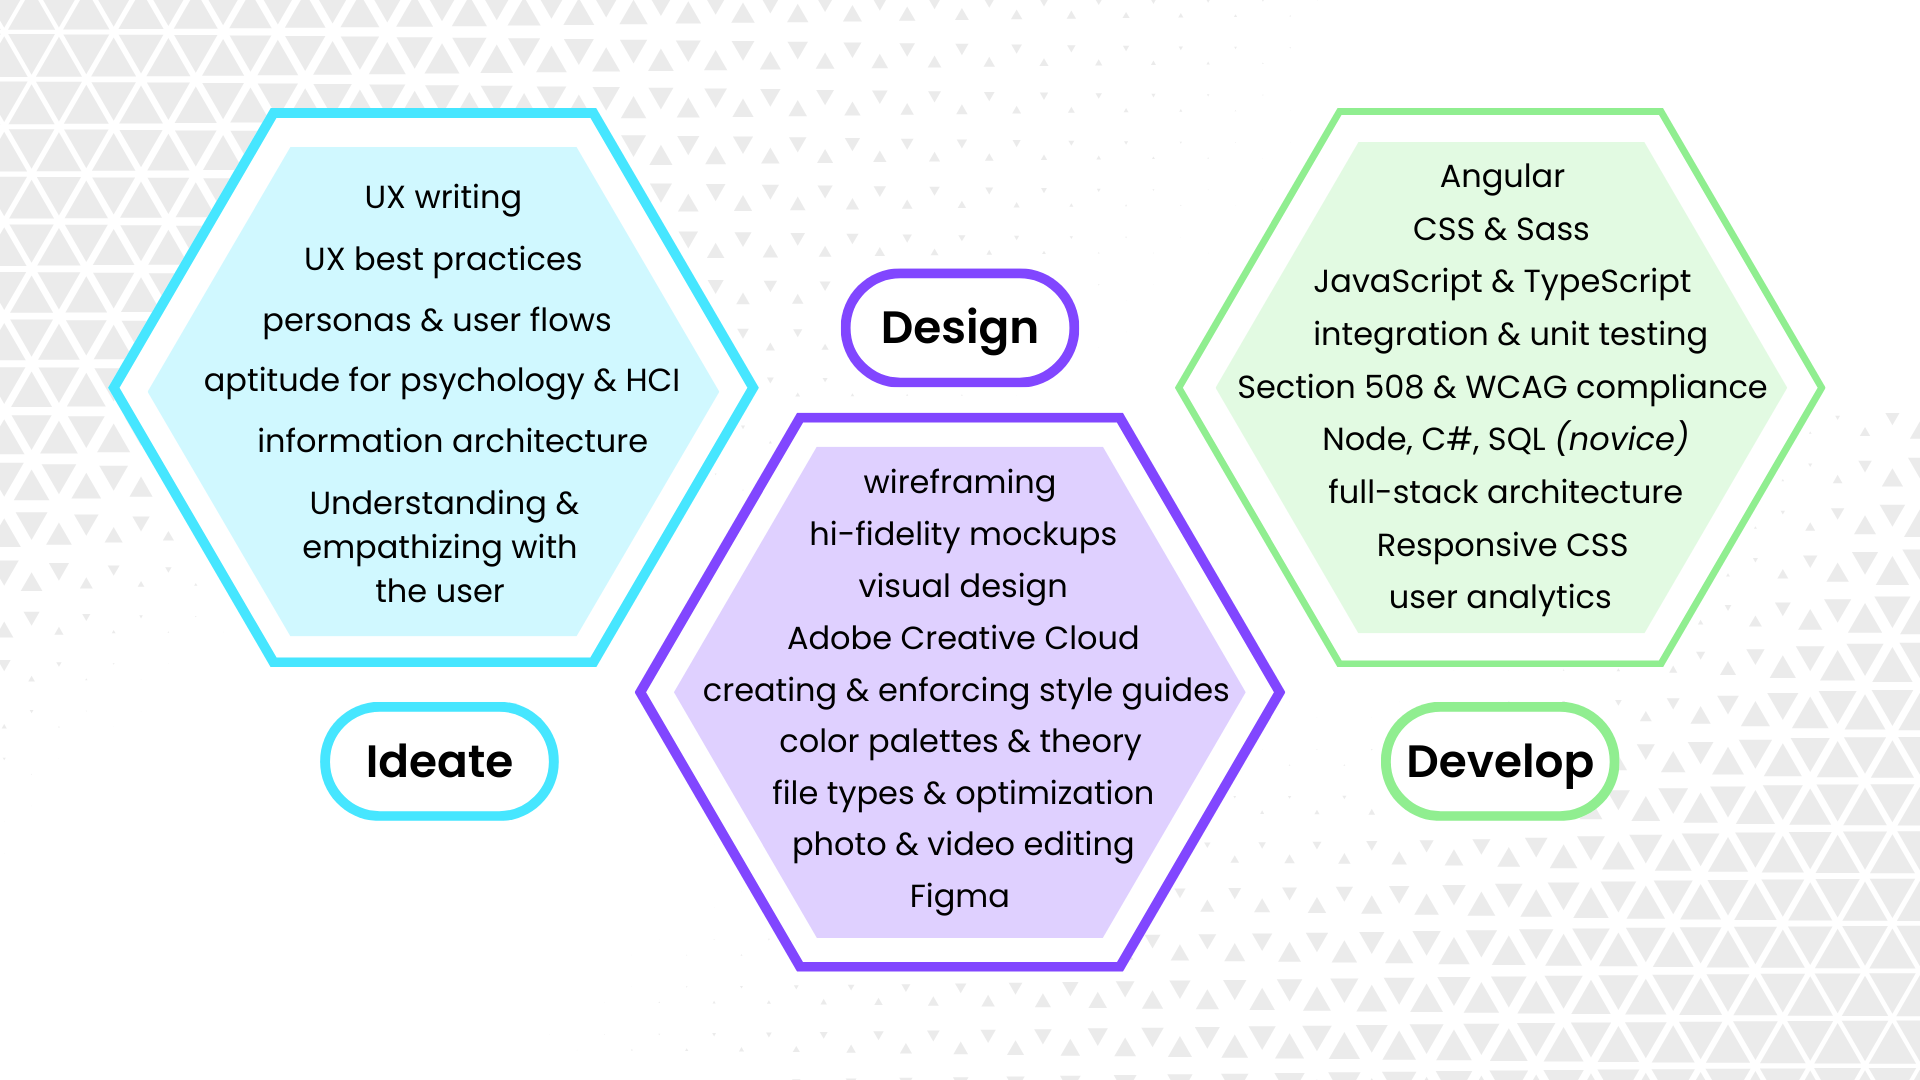 UX writing
UX best practices
personas & user flows
aptitude for psychology & HCI
information architecture
Understanding &
empathizing with
the user
Ideate
Design
wireframing
hi-fidelity mockups
visual design
Adobe Creative Cloud
creating & enforcing style guides
color palettes & theory
file types & optimization
photo & video editing
Figma
Angular
CSS & Sass
JavaScript & TypeScript
integration & unit testing
Section 508 & WCAG compliance
Node, C#, SQL (novice)
full-stack architecture
Responsive CSS
user analytics
Develop